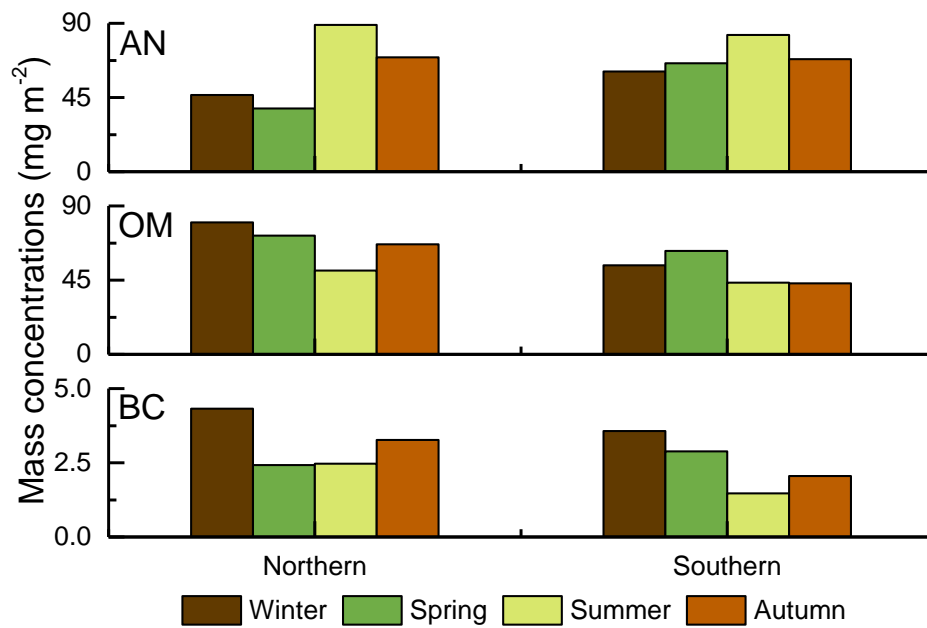 Mass concentrations (mg m⁻²)
AN
90
45
0
OM
90
45
0
BC
5.0
2.5
0.0
Northern Southern
Winter Spring Summer Autumn